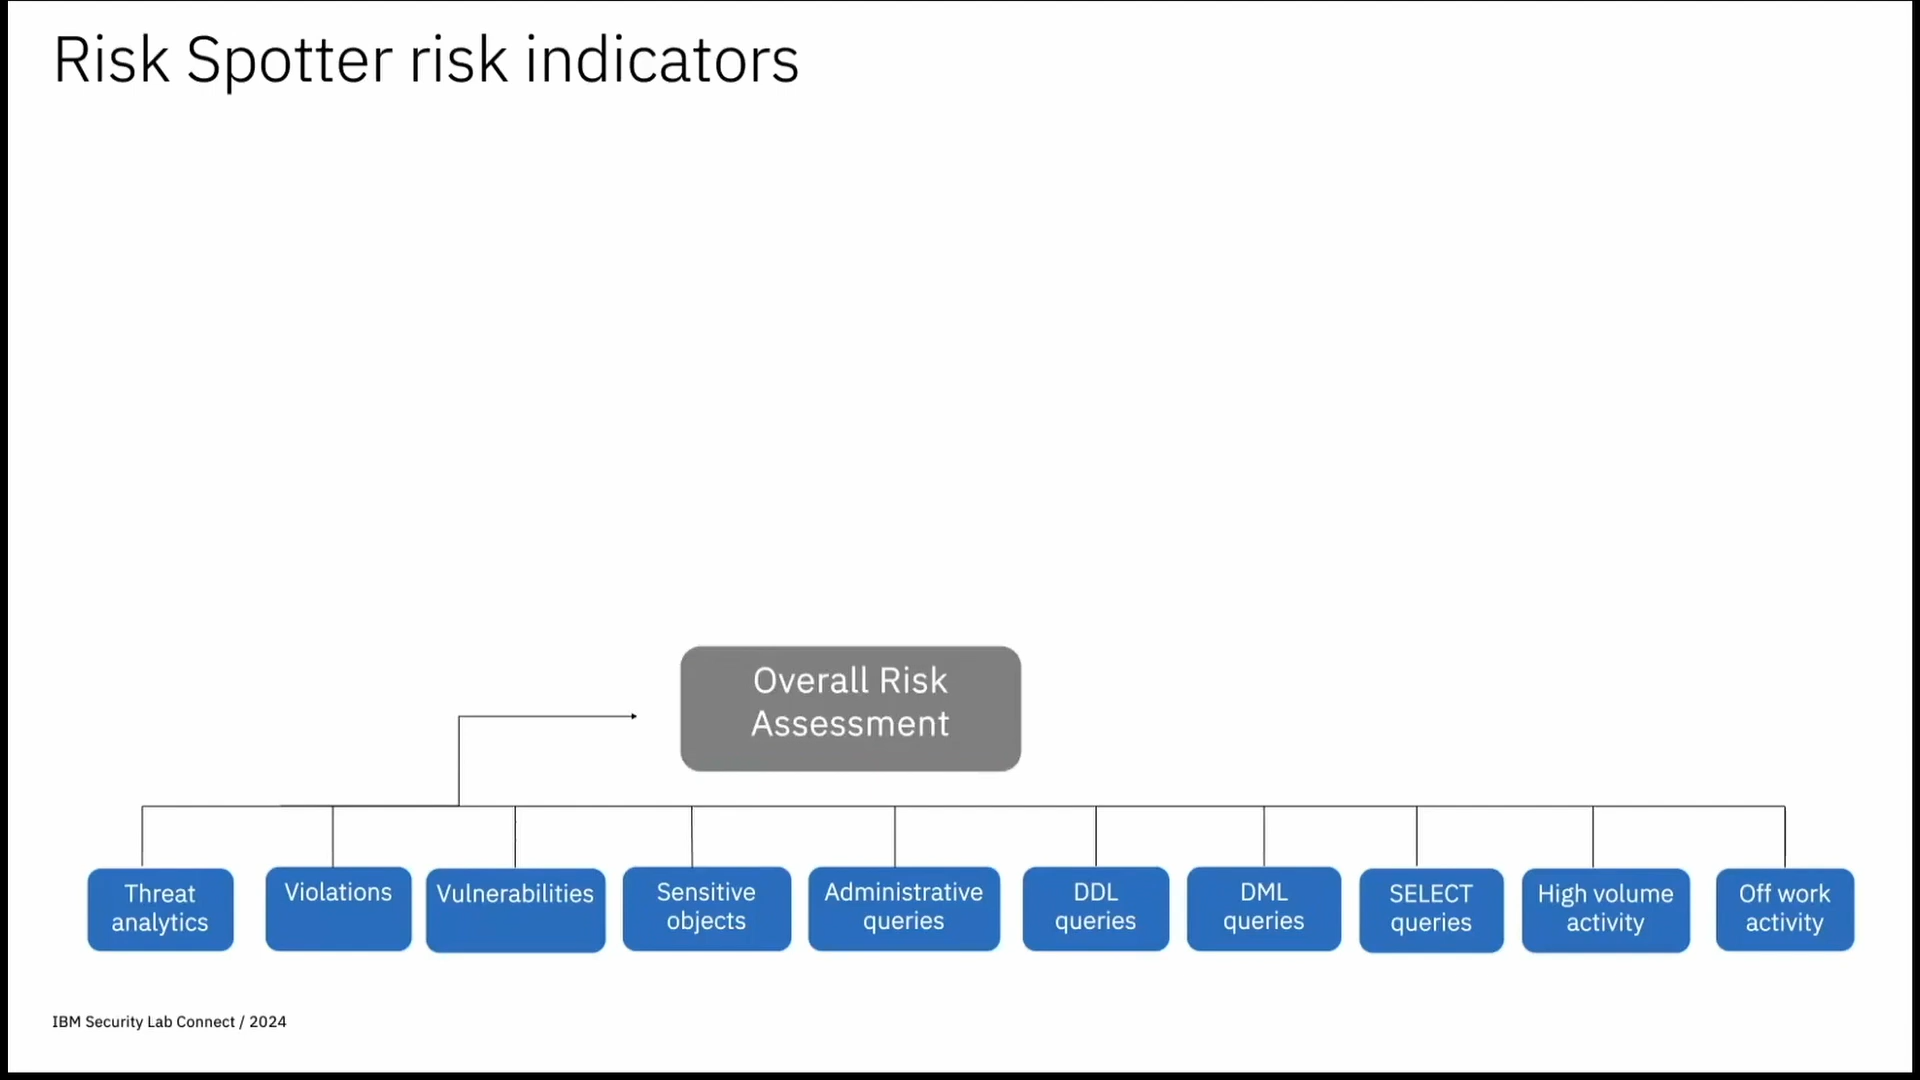 Risk Spotter risk indicators
Overall Risk
Assessment
Threat
analytics
Violations
Vulnerabilities
Sensitive
objects
Administrative
queries
DDL
queries
DML
queries
SELECT
queries
High volume
activity
Off work
activity
IBM Security Lab Connect / 2024